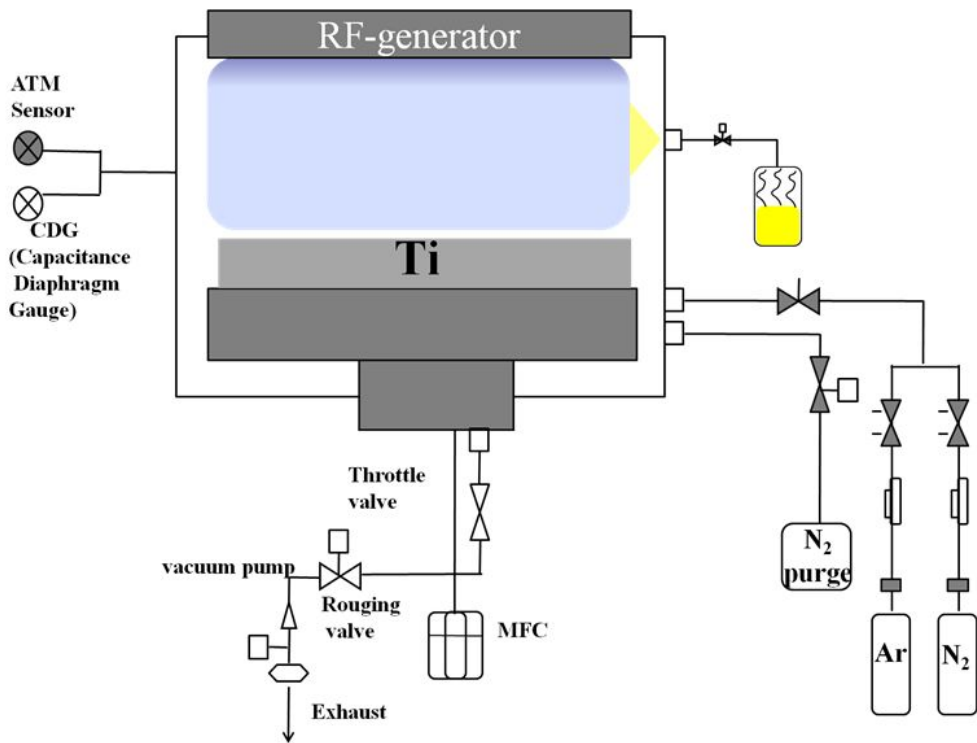 RF-generator
ATM
Sensor
CDG
(Capacitance
Diaphragm
Gauge)
Ti
Throttle
valve
vacuum pump
Rouging
valve
MFC
Exhaust
N₂
purge
Ar
N₂